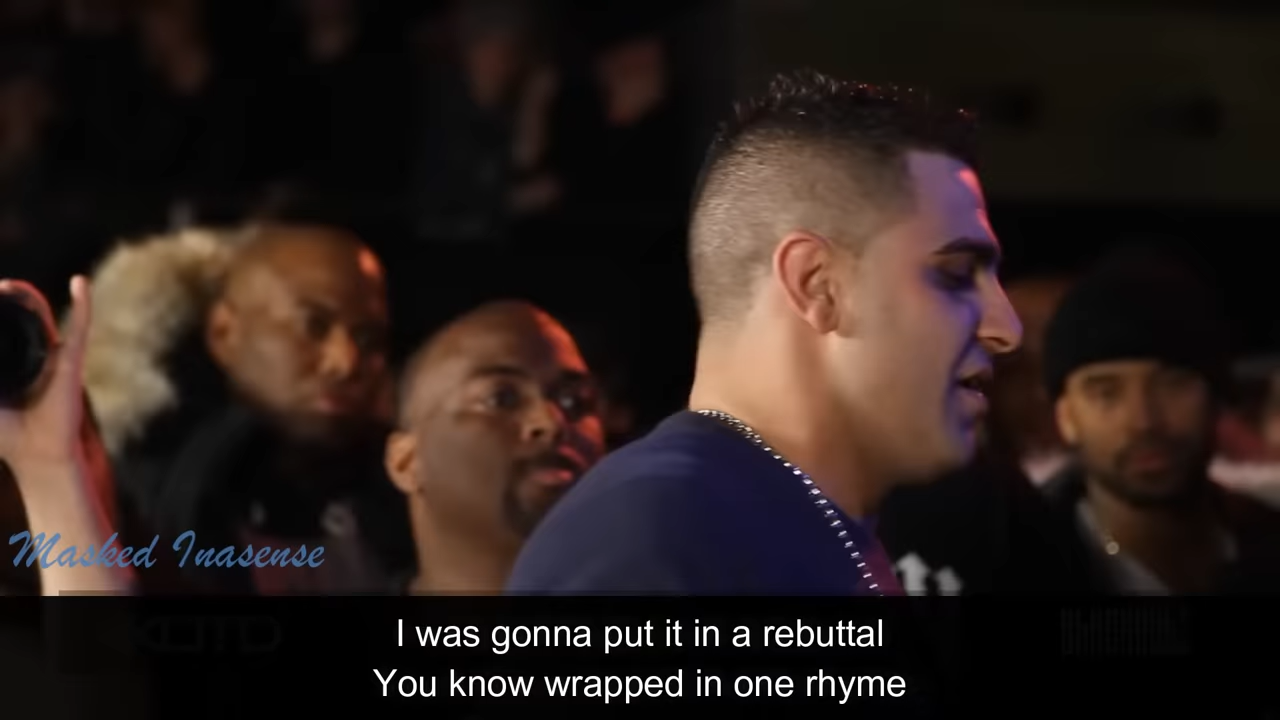 Masked Inasense
I was gonna put it in a rebuttal
You know wrapped in one rhyme